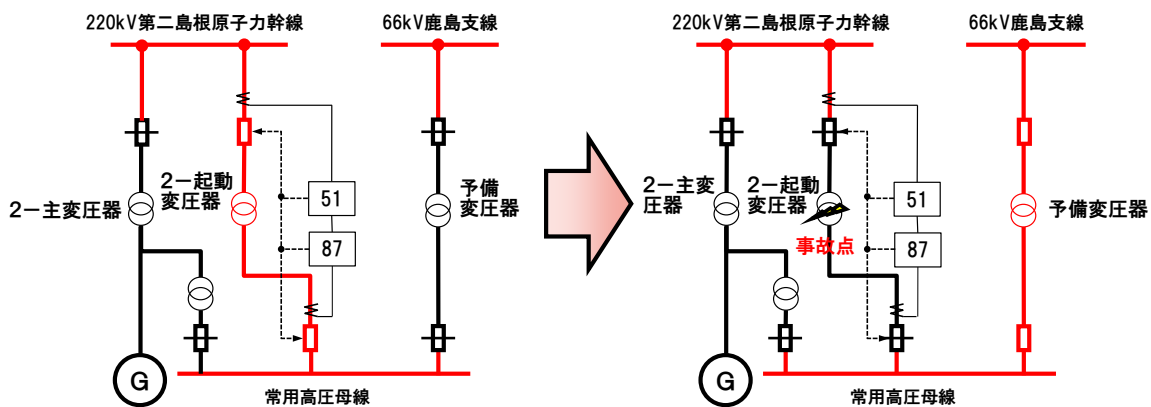 220kV第二島根原子力幹線
66kV鹿島支線
2－主変圧器
2－起動
変圧器
51
87
予備
変圧器
G
常用高圧母線
220kV第二島根原子力幹線
66kV鹿島支線
2－主変
圧器
2－起動
変圧器
事故点
51
87
予備変圧器
G
常用高圧母線